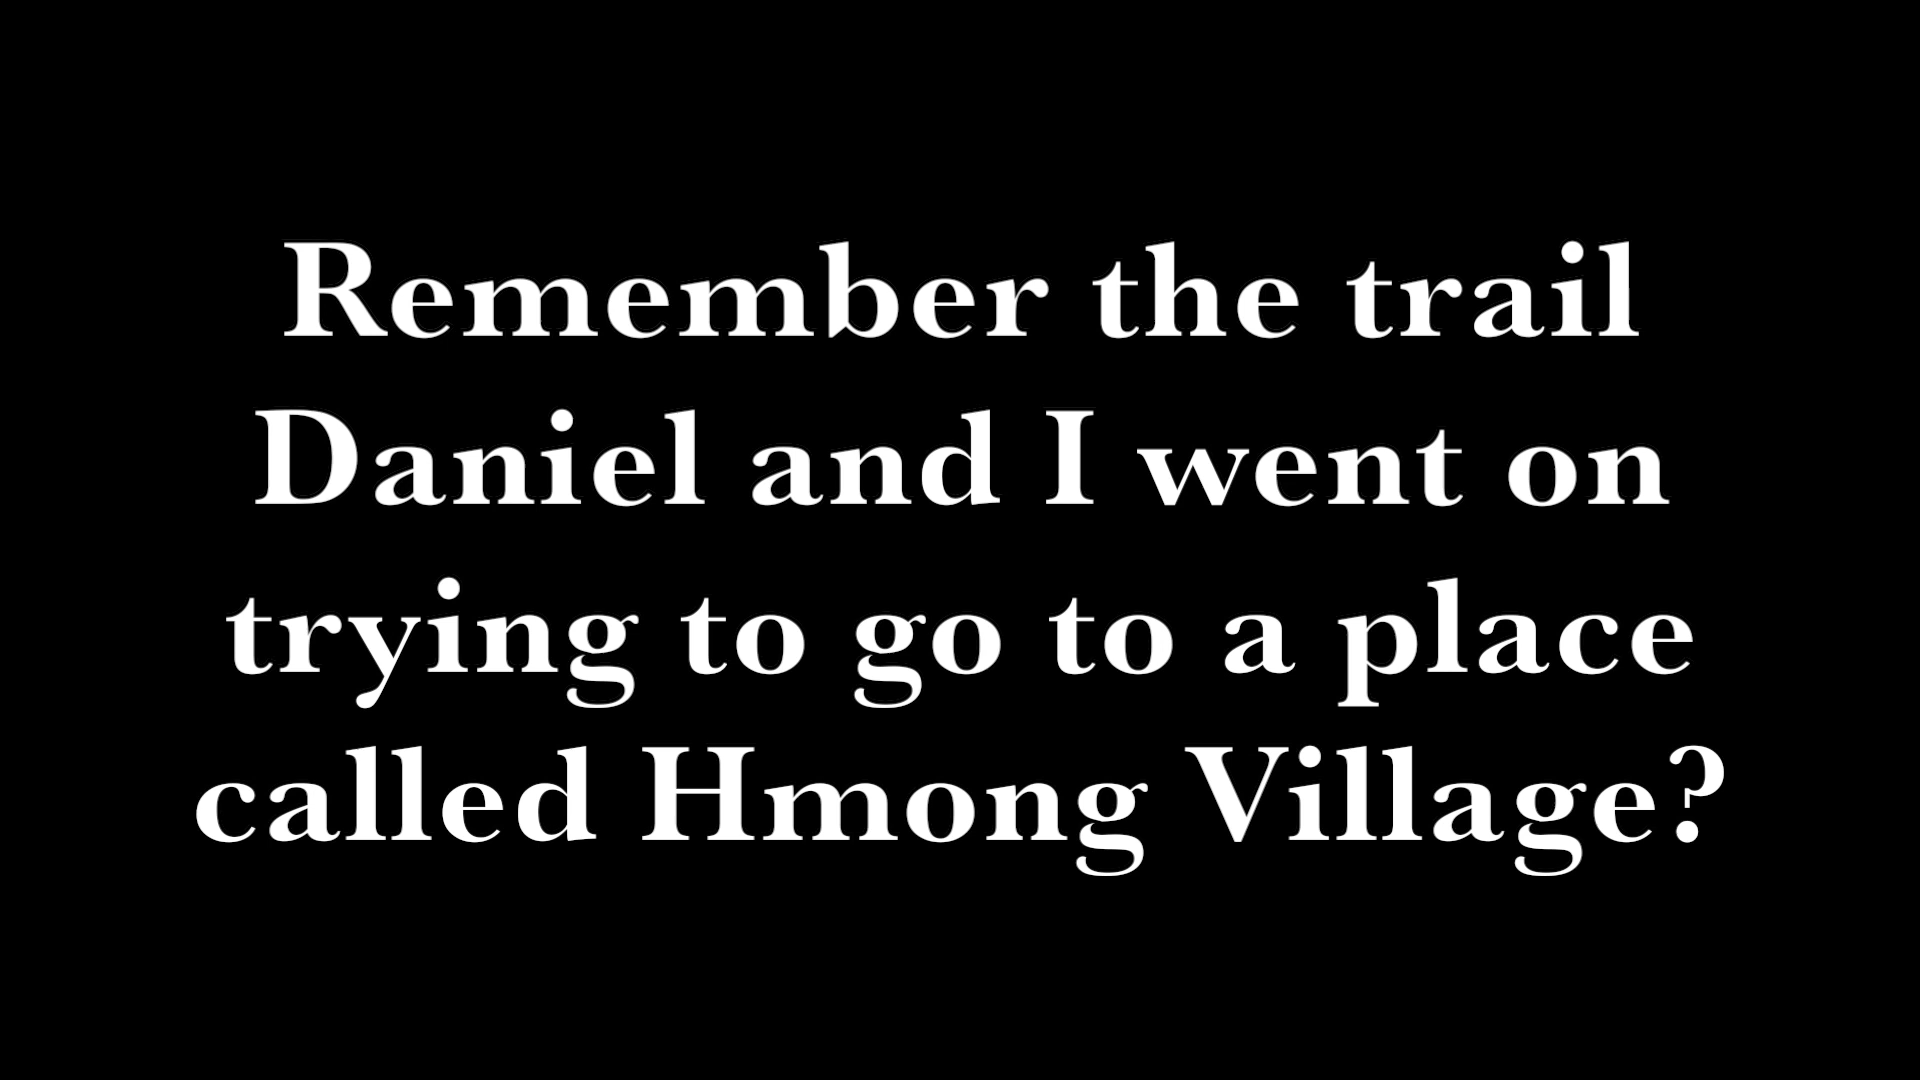 Remember the trail
Daniel and I went on
trying to go to a place
called Hmong Village?